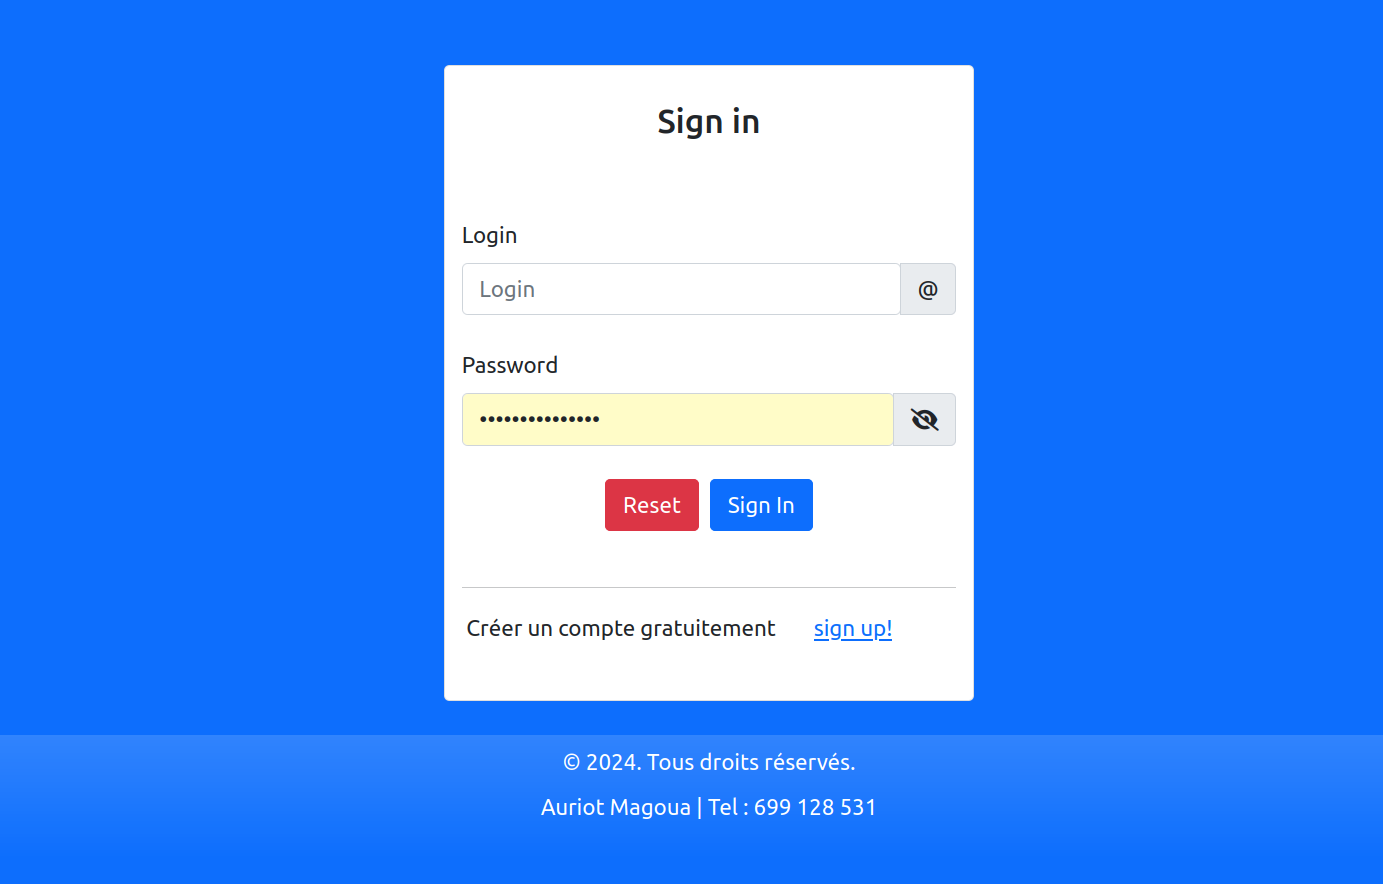 Sign in
Login
Login @
Password
•••••••••••••••
Reset Sign In
Créer un compte gratuitement sign up!
© 2024. Tous droits réservés.
Auriot Magoua | Tel : 699 128 531